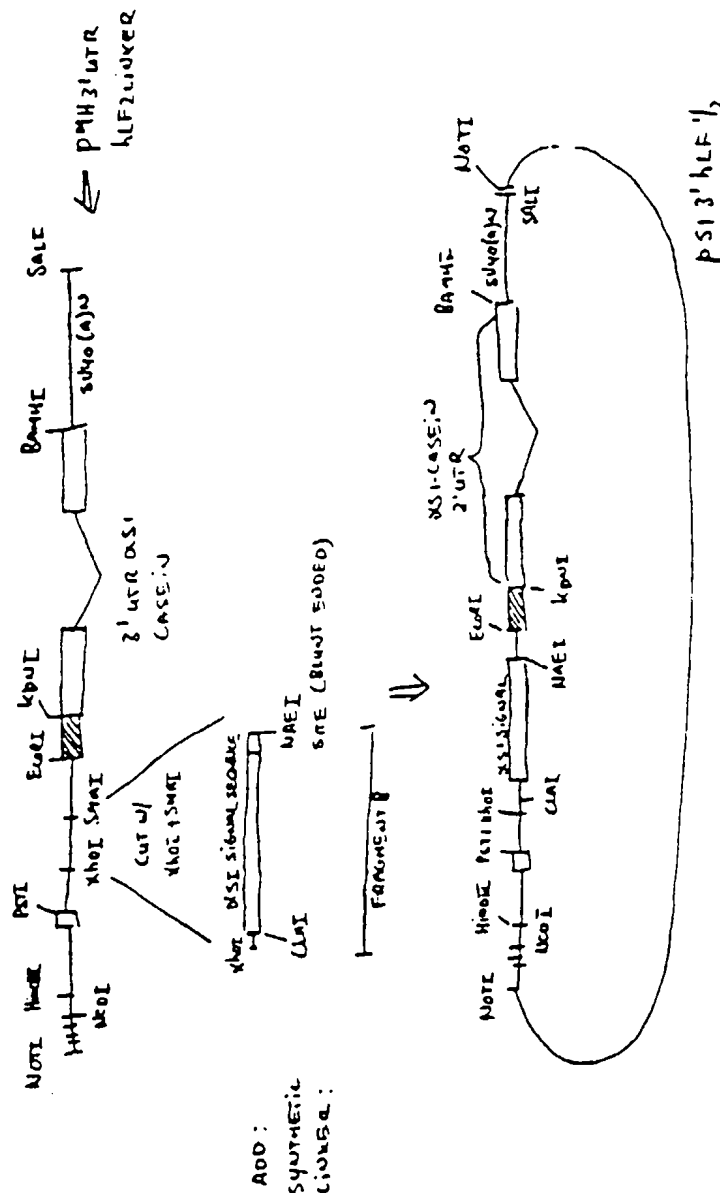 NOTI
HindIII
NCOI
PSTI
XhOI
SMAI
EcoRI
KPNI
3' UTR αS1
CASEIN
BAMHI
SV40(A)N
SALI
← PMH3'UTR
hLF2LINKER
ADD:
SYNTHETIC
LINKER:
CUT W/
XhOI + SMAI
XhOI
CLAI
αS1 SIGNAL SEQUENCE
NAEI
SITE (BLUNT ENDED)
FRAGMENT
⇒
NOTI
HindIII
NCOI
PSTI
XhOI
CLAI
αS1 SIGNAL
NAEI
EcoRI
KPNI
αS1-CASEIN
3' UTR
BAMHI
SV40(A)N
NOTI
SALI
pS13'hLF